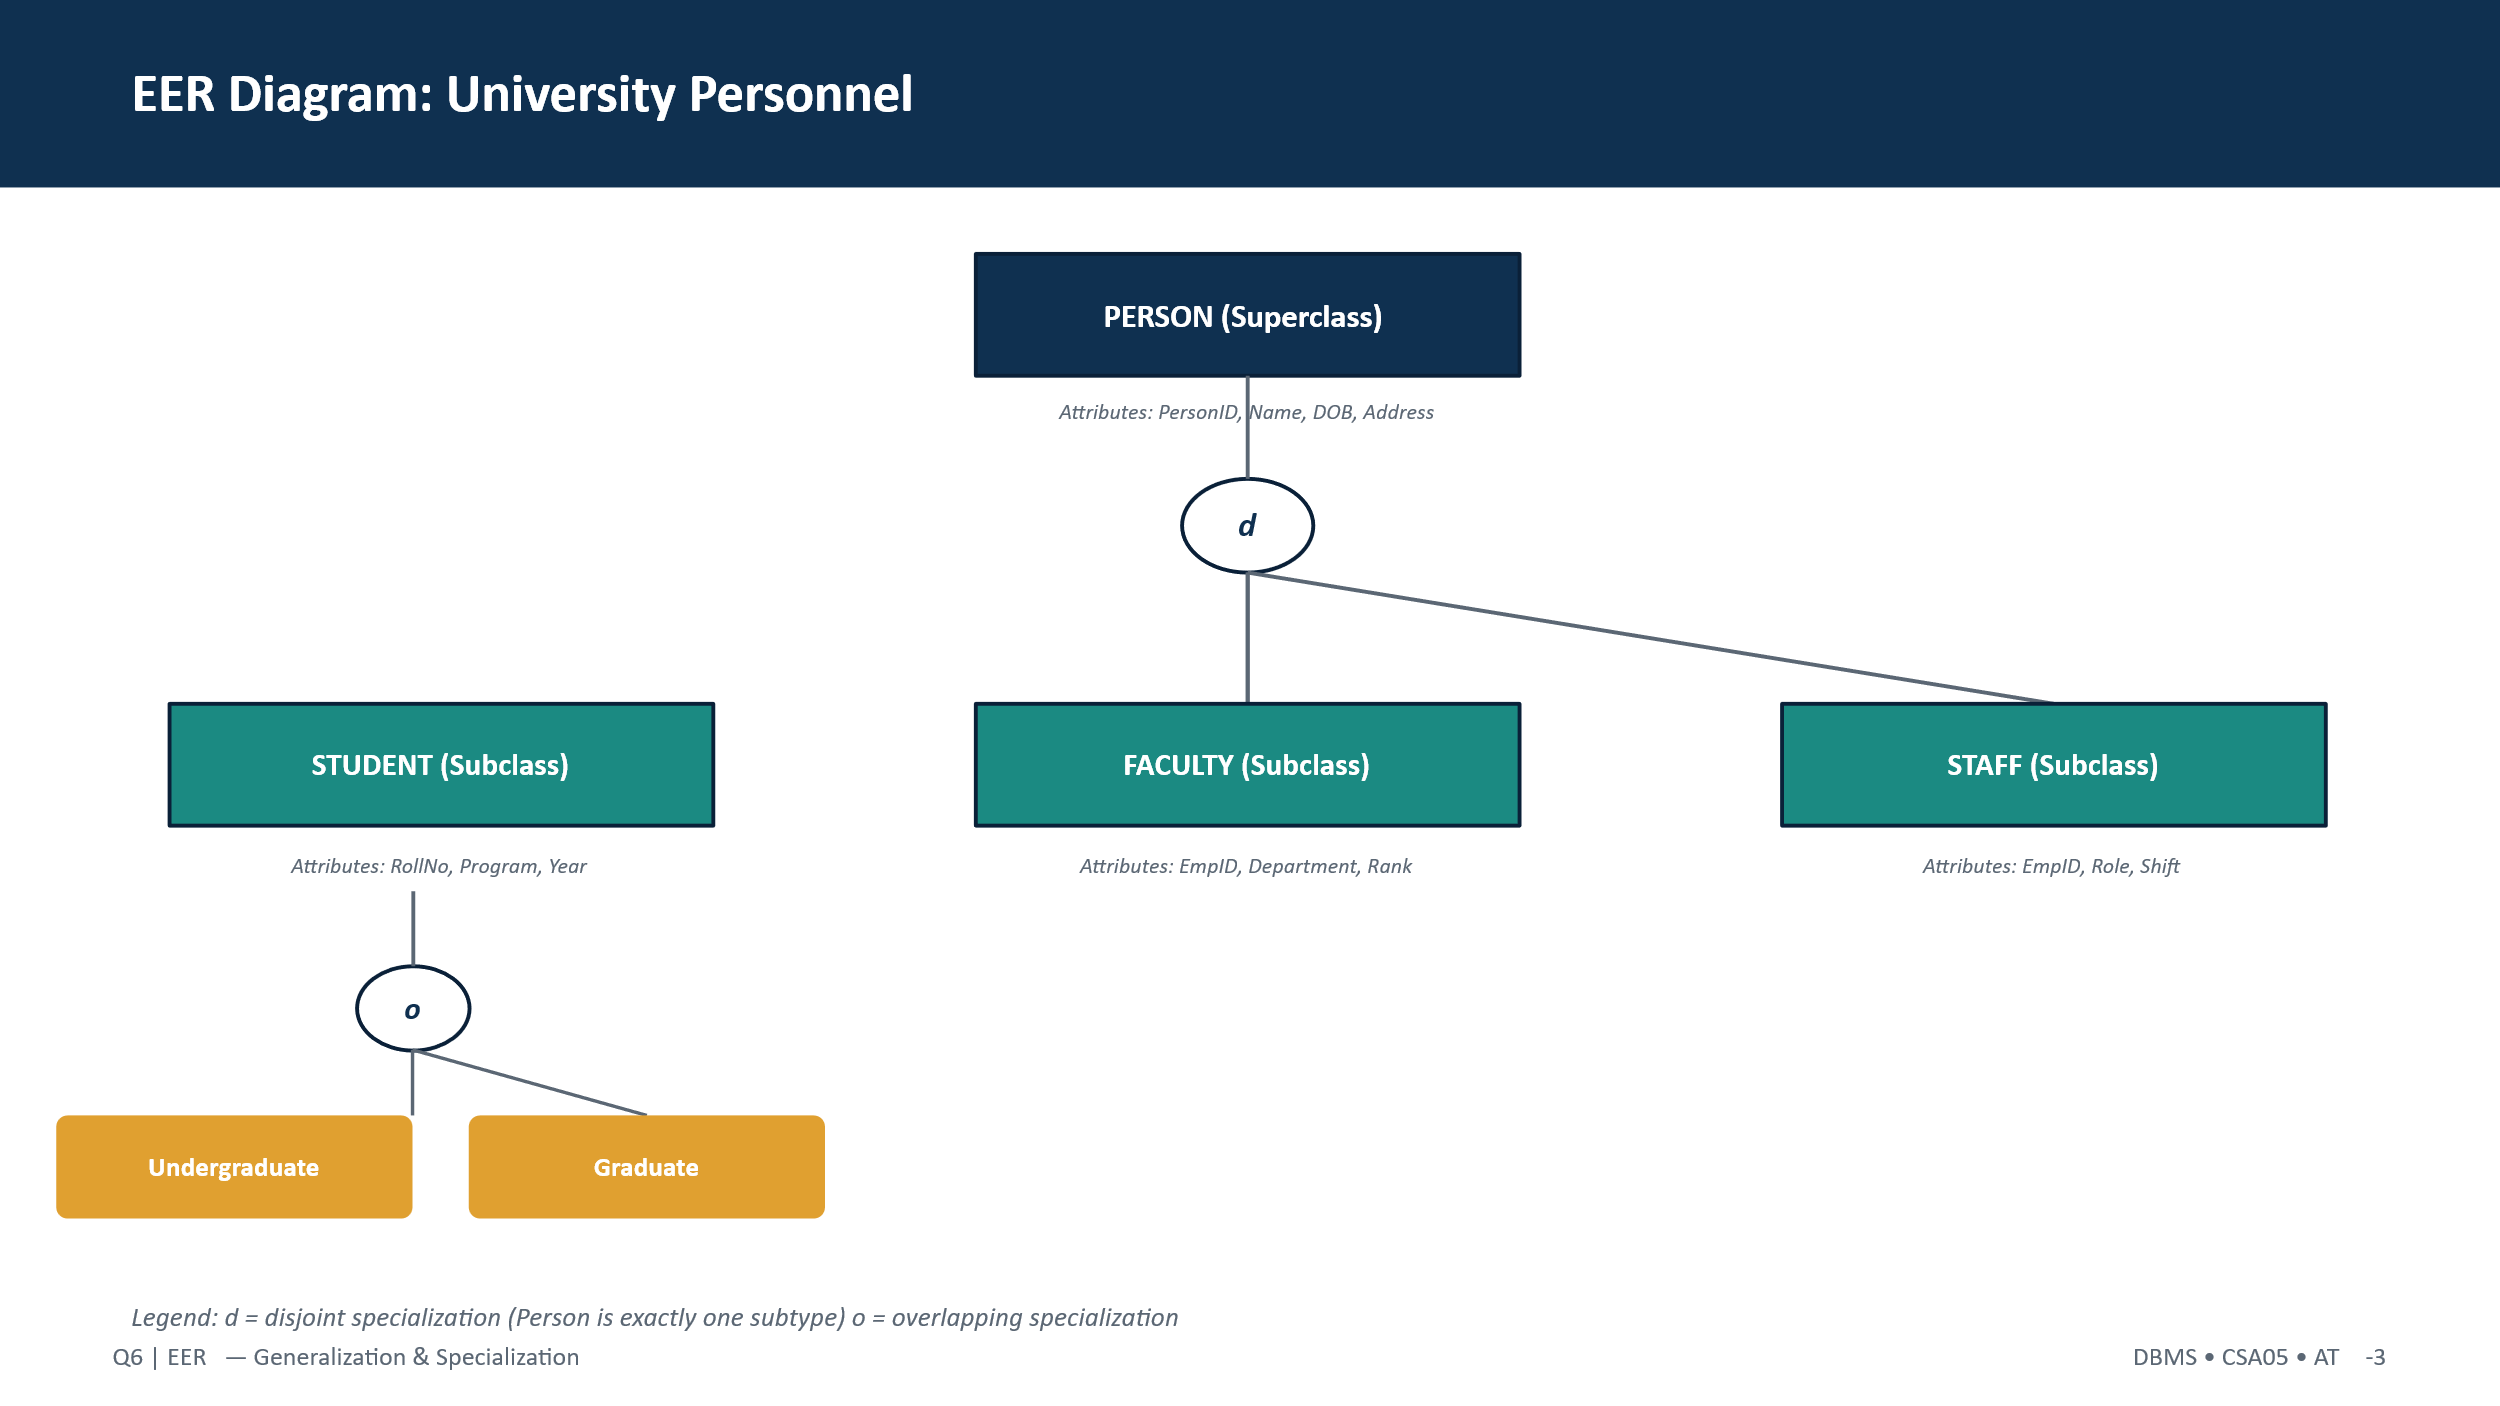 EER Diagram: University Personnel
PERSON (Superclass)
Attributes: PersonID, Name, DOB, Address
d
STUDENT (Subclass)
FACULTY (Subclass)
STAFF (Subclass)
Attributes: RollNo, Program, Year
Attributes: EmpID, Department, Rank
Attributes: EmpID, Role, Shift
o
Undergraduate
Graduate
Legend: d = disjoint specialization (Person is exactly one subtype) o = overlapping specialization
Q6 | EER — Generalization & Specialization
DBMS • CSA05 • AT -3